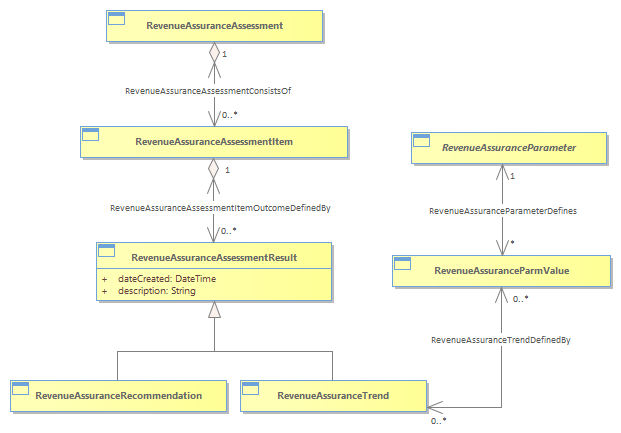 RevenueAssuranceAssessment
1
RevenueAssuranceAssessmentConsistsOf
0..*
RevenueAssuranceAssessmentItem
1
RevenueAssuranceAssessmentItemOutcomeDefinedBy
0..*
RevenueAssuranceAssessmentResult
+ dateCreated: DateTime
+ description: String
RevenueAssuranceRecommendation
RevenueAssuranceTrend
RevenueAssuranceParameter
1
RevenueAssuranceParameterDefines
*
RevenueAssuranceParmValue
0..*
RevenueAssuranceTrendDefinedBy
0..*